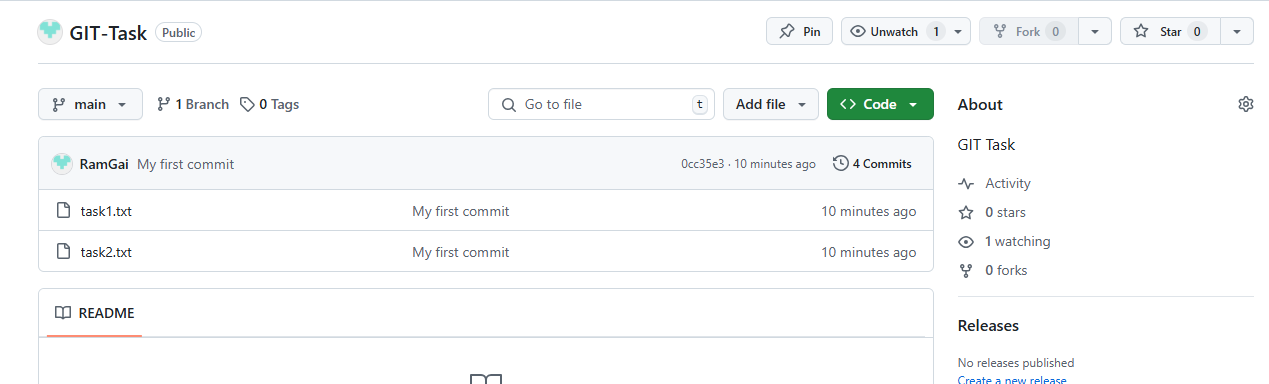 GIT-Task Public Pin Unwatch 1 Fork 0 Star 0
main 1 Branch 0 Tags Go to file t Add file Code
RamGai My first commit 0cc35e3 · 10 minutes ago 4 Commits
task1.txt My first commit 10 minutes ago
task2.txt My first commit 10 minutes ago
README
About
GIT Task
Activity
0 stars
1 watching
0 forks
Releases
No releases published
Create a new release